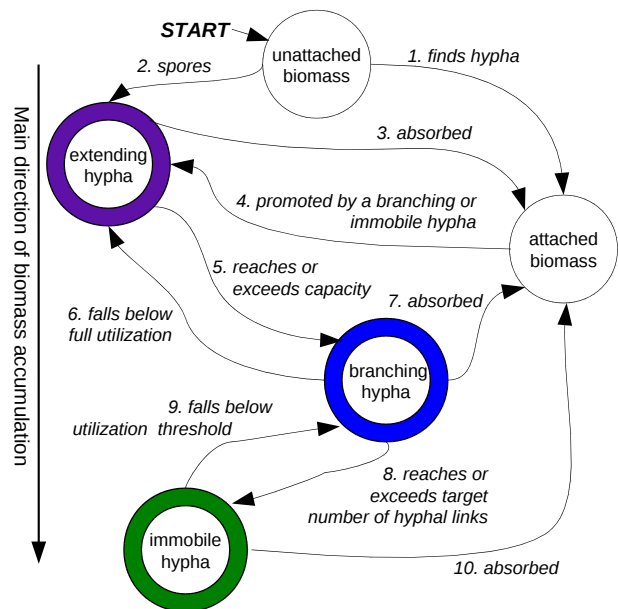 START
unattached
biomass
1. finds hypha
2. spores
extending
hypha
3. absorbed
4. promoted by a branching or
immobile hypha
attached
biomass
5. reaches or
exceeds capacity
6. falls below
full utilization
7. absorbed
branching
hypha
9. falls below
utilization threshold
8. reaches or
exceeds target
number of hyphal links
immobile
hypha
10. absorbed
Main direction of biomass accumulation